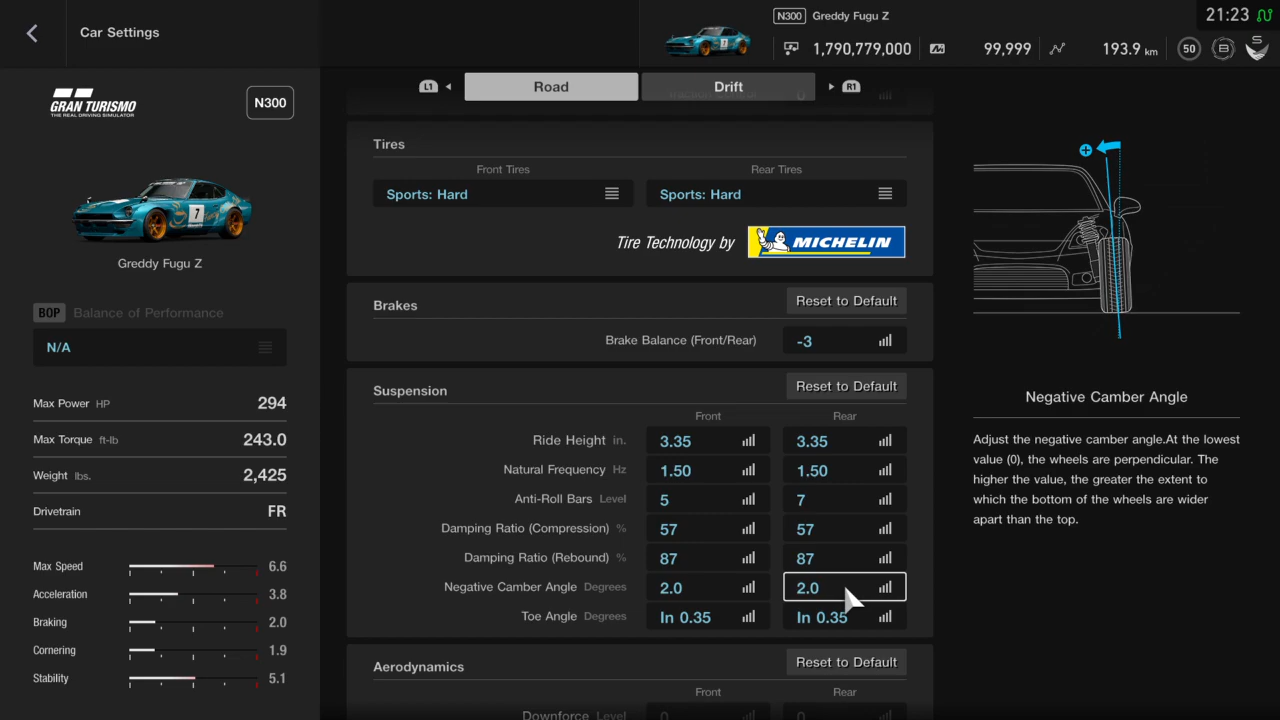 Car Settings
N300 Greddy Fugu Z
21:23
1,790,779,000 99,999 193.9 km 50 B S
L1 Road Drift R1
GRAN TURISMO
THE REAL DRIVING SIMULATOR
N300
7
Greddy Fugu Z
BOP Balance of Performance
N/A
Max Power HP 294
Max Torque ft-lb 243.0
Weight lbs. 2,425
Drivetrain FR
Max Speed 6.6
Acceleration 3.8
Braking 2.0
Cornering 1.9
Stability 5.1
Tires
Front Tires Rear Tires
Sports: Hard Sports: Hard
Tire Technology by MICHELIN
Brakes Reset to Default
Brake Balance (Front/Rear) -3
Suspension Reset to Default
Front Rear
Ride Height in. 3.35 3.35
Natural Frequency Hz 1.50 1.50
Anti-Roll Bars Level 5 7
Damping Ratio (Compression) % 57 57
Damping Ratio (Rebound) % 87 87
Negative Camber Angle Degrees 2.0 2.0
Toe Angle Degrees In 0.35 In 0.35
Aerodynamics Reset to Default
Front Rear
Downforce Level 0 0
Negative Camber Angle
Adjust the negative camber angle.At the lowest
value (0), the wheels are perpendicular. The
higher the value, the greater the extent to
which the bottom of the wheels are wider
apart than the top.